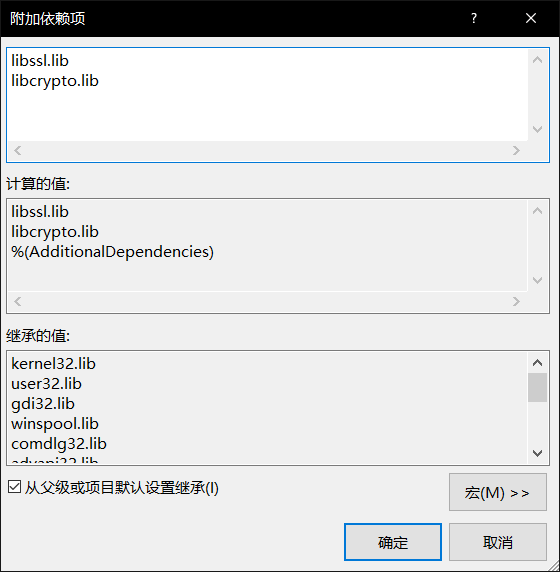 附加依赖项
?
libssl.lib
libcrypto.lib
计算的值:
libssl.lib
libcrypto.lib
%(AdditionalDependencies)
继承的值:
kernel32.lib
user32.lib
gdi32.lib
winspool.lib
comdlg32.lib
advapi32.lib
从父级或项目默认设置继承(I)
宏(M) >>
确定
取消